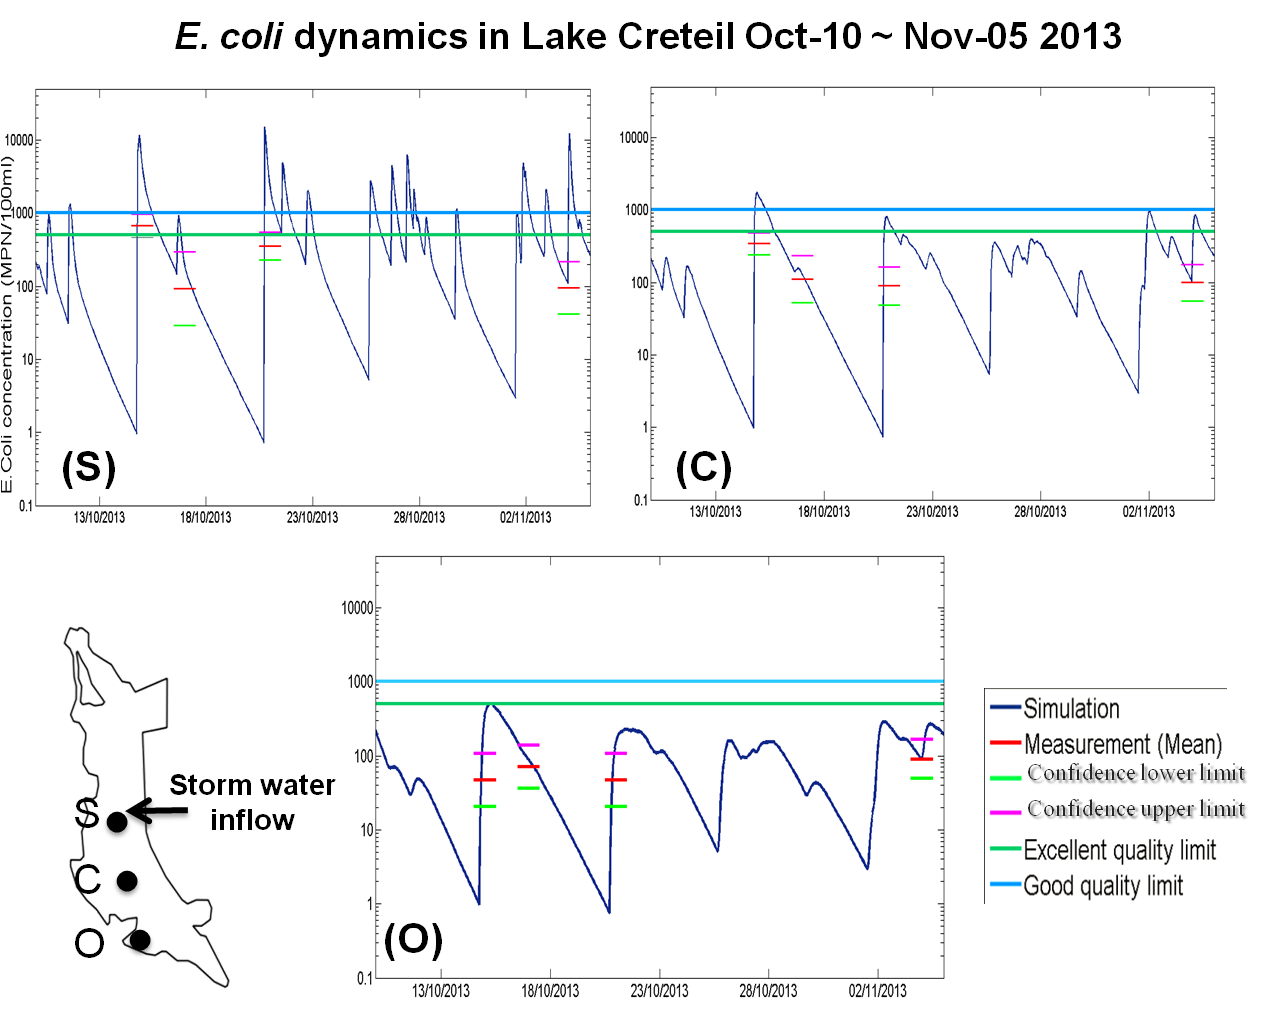 E. coli dynamics in Lake Creteil Oct-10 ~ Nov-05 2013
E.Coli concentration (MPN/100ml)
10000
1000
100
10
1
0.1
(S)
13/10/2013 18/10/2013 23/10/2013 28/10/2013 02/11/2013
10000
1000
100
10
1
0.1
(C)
13/10/2013 18/10/2013 23/10/2013 28/10/2013 02/11/2013
S
C
O
Storm water
inflow
10000
1000
100
10
1
0.1
(O)
13/10/2013 18/10/2013 23/10/2013 28/10/2013 02/11/2013
Simulation
Measurement (Mean)
Confidence lower limit
Confidence upper limit
Excellent quality limit
Good quality limit